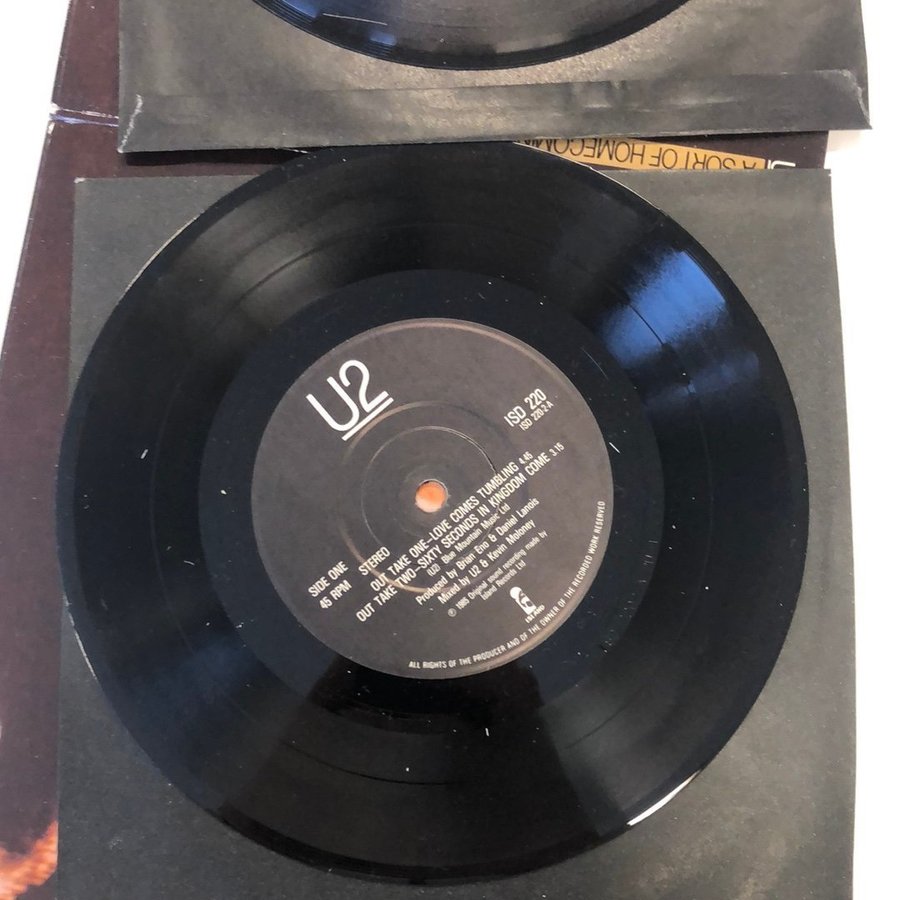 A SORT OF HOMECOMIN
U2
ISD 220
ISD 220-2-A
SIDE ONE STEREO
45 RPM
OUT TAKE ONE–LOVE COMES TUMBLING 4.45
OUT TAKE TWO–SIXTY SECONDS IN KINGDOM COME 3.15
(U2) Blue Mountain Music Ltd
Produced by Brian Eno & Daniel Lanois
Mixed by U2 & Kevin Moloney
℗ 1985 Original sound recording made by
Island Records Ltd
ISLAND
ALL RIGHTS OF THE PRODUCER AND OF THE OWNER OF THE RECORDED WORK RESERVED